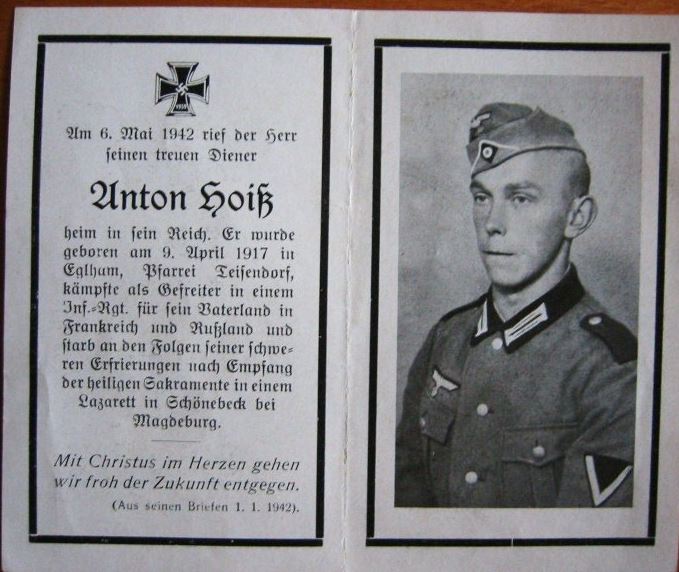 Am 6. Mai 1942 rief der Herr
seinen treuen Diener
Anton Hoiß
heim in sein Reich. Er wurde
geboren am 9. April 1917 in
Eglham, Pfarrei Teisendorf,
kämpfte als Gefreiter in einem
Inf.-Rgt. für sein Vaterland in
Frankreich und Rußland und
starb an den Folgen seiner schwe-
ren Erfrierungen nach Empfang
der heiligen Sakramente in einem
Lazarett in Schönebeck bei
Magdeburg.
Mit Christus im Herzen gehen
wir froh der Zukunft entgegen.
(Aus seinen Briefen 1. 1. 1942).